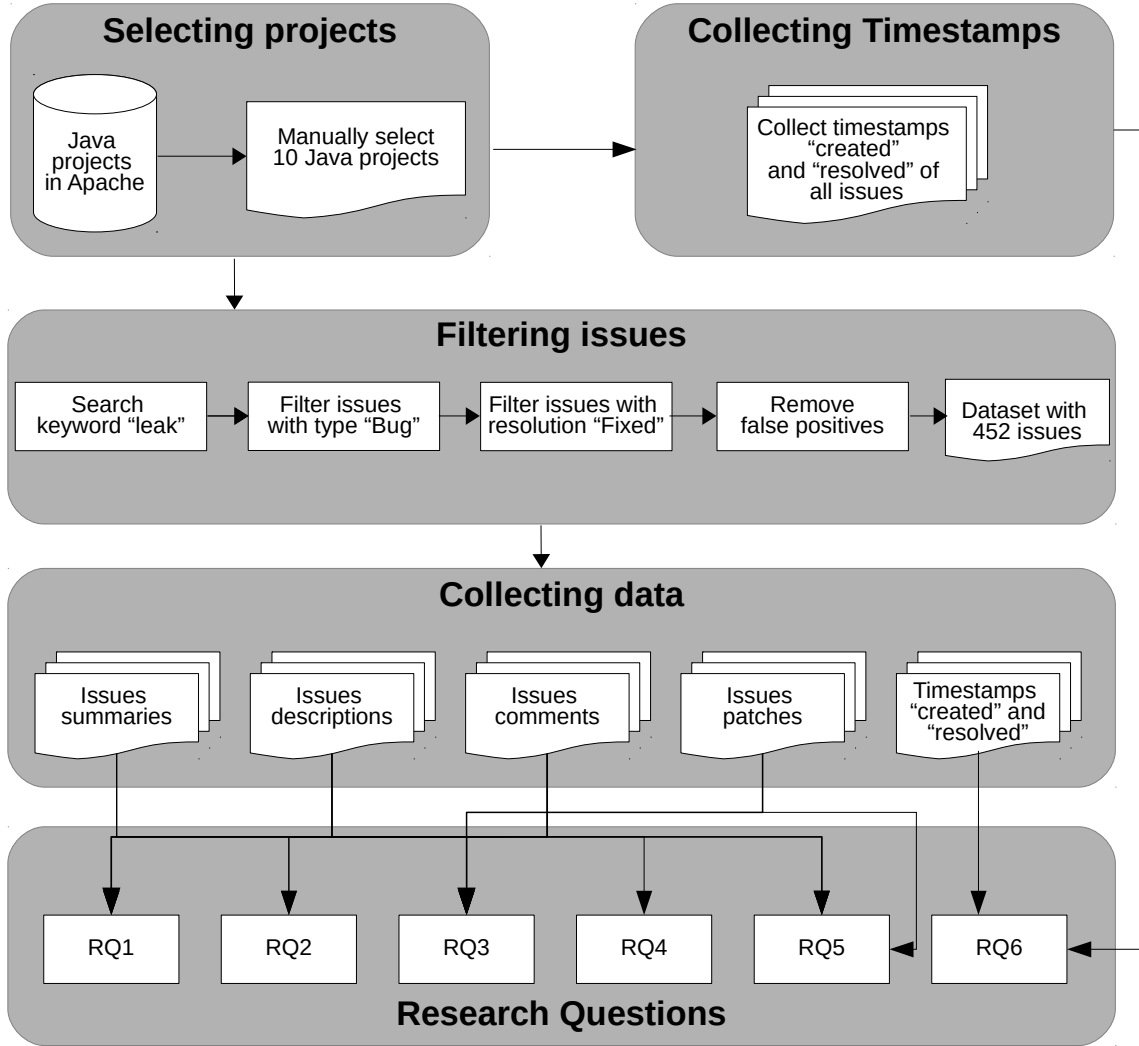 Selecting projects
Java
projects
in Apache
Manually select
10 Java projects
Collecting Timestamps
Collect timestamps
“created”
and “resolved” of
all issues
Filtering issues
Search
keyword “leak”
Filter issues
with type “Bug”
Filter issues with
resolution “Fixed”
Remove
false positives
Dataset with
452 issues
Collecting data
Issues
summaries
Issues
descriptions
Issues
comments
Issues
patches
Timestamps
“created” and
“resolved”
RQ1
RQ2
RQ3
RQ4
RQ5
RQ6
Research Questions